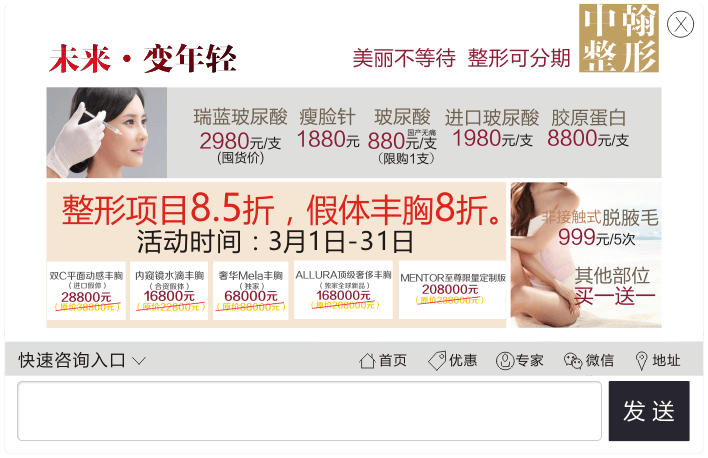 未来·变年轻
美丽不等待 整形可分期
中翰
整形
瑞蓝玻尿酸
2980元/支
(囤货价)
瘦脸针
1880元
玻尿酸
国产无痛
880元/支
(限购1支)
进口玻尿酸
1980元/支
胶原蛋白
8800元/支
整形项目8.5折，假体丰胸8折。
活动时间：3月1日-31日
双C平面动感丰胸
(进口假体)
28800元
(原价38800元)
内窥镜水滴丰胸
(合资假体)
16800元
(原价22800元)
奢华Mela丰胸
(独家)
68000元
(原价88000元)
ALLURA顶级奢侈丰胸
(独家全球新品)
168000元
(原价208000元)
MENTOR至尊限量定制版
208000元
(原价288000元)
非接触式脱腋毛
999元/5次
其他部位
买一送一
快速咨询入口
首页
优惠
专家
微信
地址
发送